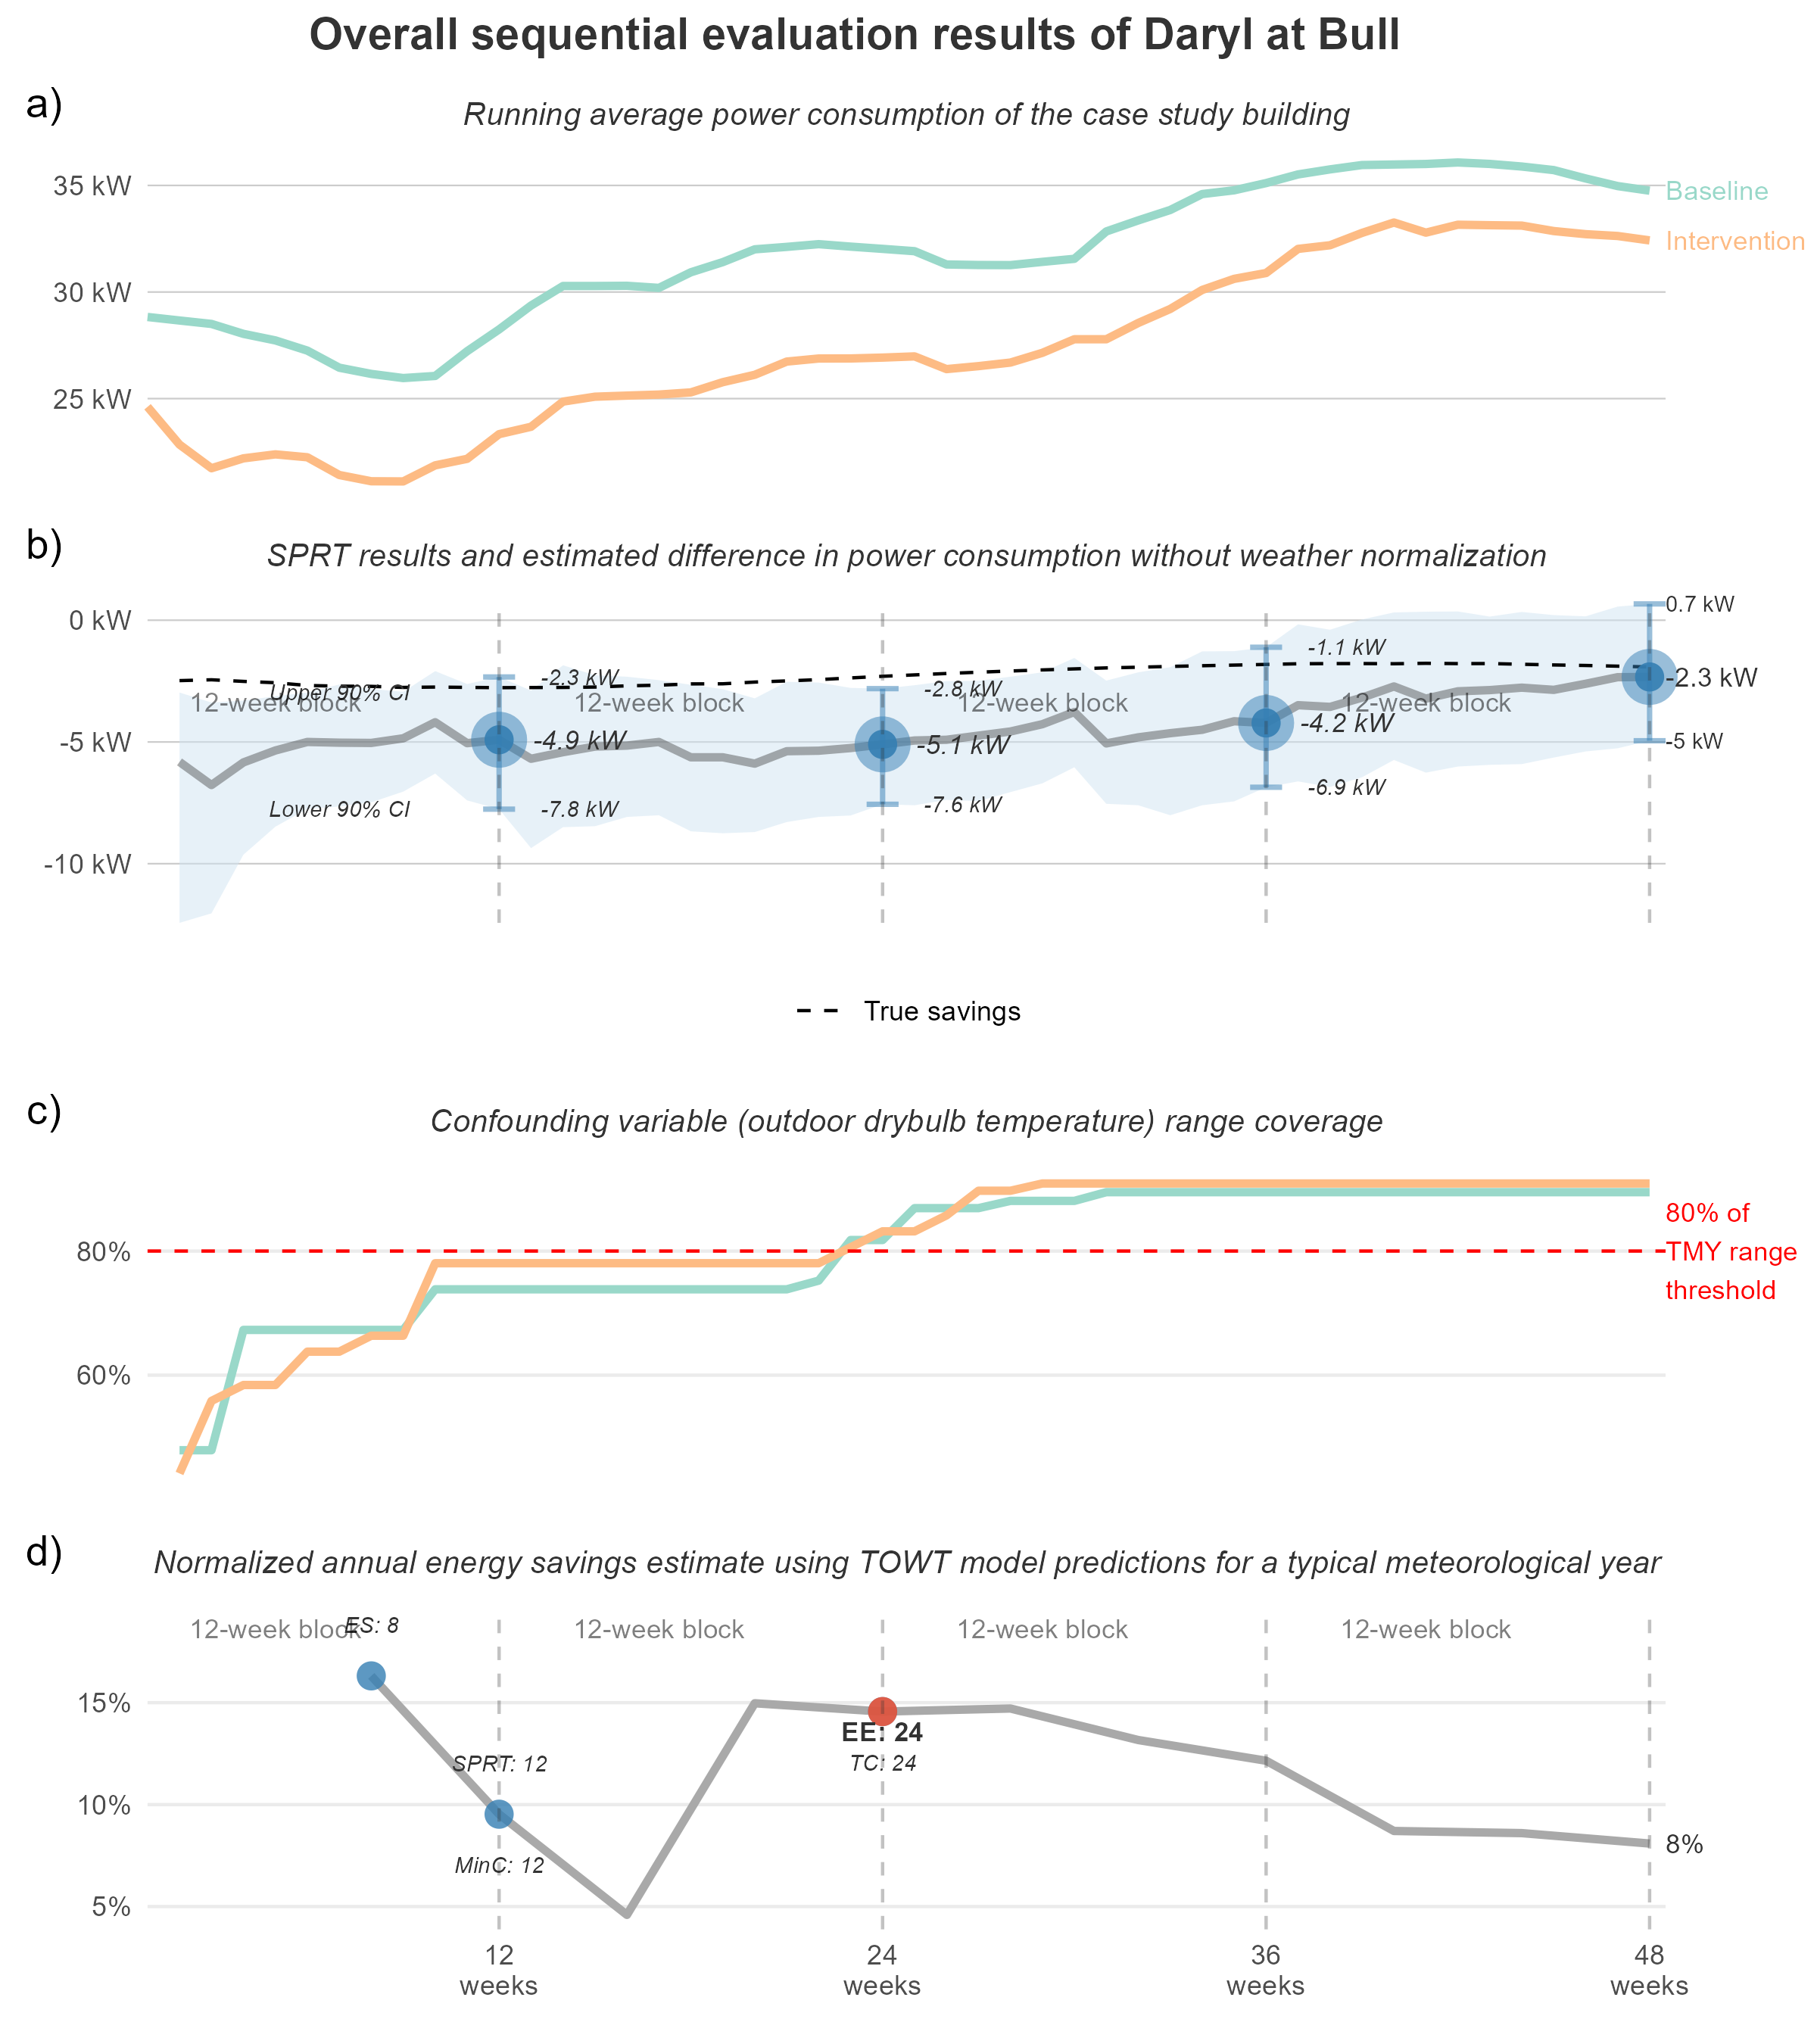 Overall sequential evaluation results of Daryl at Bull
a)
Running average power consumption of the case study building
35 kW
30 kW
25 kW
Baseline
Intervention
b)
SPRT results and estimated difference in power consumption without weather normalization
0 kW
-5 kW
-10 kW
12-week block
12-week block
12-week block
12-week block
Upper 90% CI
Lower 90% CI
-2.3 kW
-4.9 kW
-7.8 kW
-2.8 kW
-5.1 kW
-7.6 kW
-1.1 kW
-4.2 kW
-6.9 kW
0.7 kW
-2.3 kW
-5 kW
True savings
c)
Confounding variable (outdoor drybulb temperature) range coverage
80%
60%
80% of
TMY range
threshold
d)
Normalized annual energy savings estimate using TOWT model predictions for a typical meteorological year
12-week block
12-week block
12-week block
12-week block
15%
10%
5%
ES: 8
SPRT: 12
MinC: 12
EE: 24
TC: 24
8%
12
weeks
24
weeks
36
weeks
48
weeks